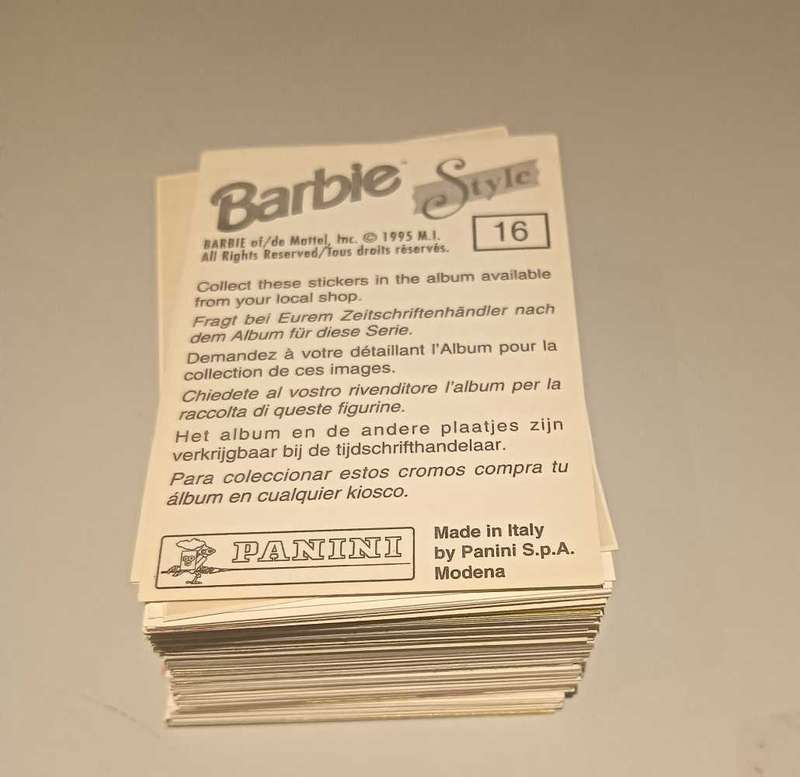 Barbie™ Style
BARBIE of/de Mattel, Inc. © 1995 M.I.
All Rights Reserved/Tous droits réservés.
16
Collect these stickers in the album available
from your local shop.
Fragt bei Eurem Zeitschriftenhändler nach
dem Album für diese Serie.
Demandez à votre détaillant l'Album pour la
collection de ces images.
Chiedete al vostro rivenditore l'album per la
raccolta di queste figurine.
Het album en de andere plaatjes zijn
verkrijgbaar bij de tijdschrifthandelaar.
Para coleccionar estos cromos compra tu
álbum en cualquier kiosco.
PANINI
Made in Italy
by Panini S.p.A.
Modena